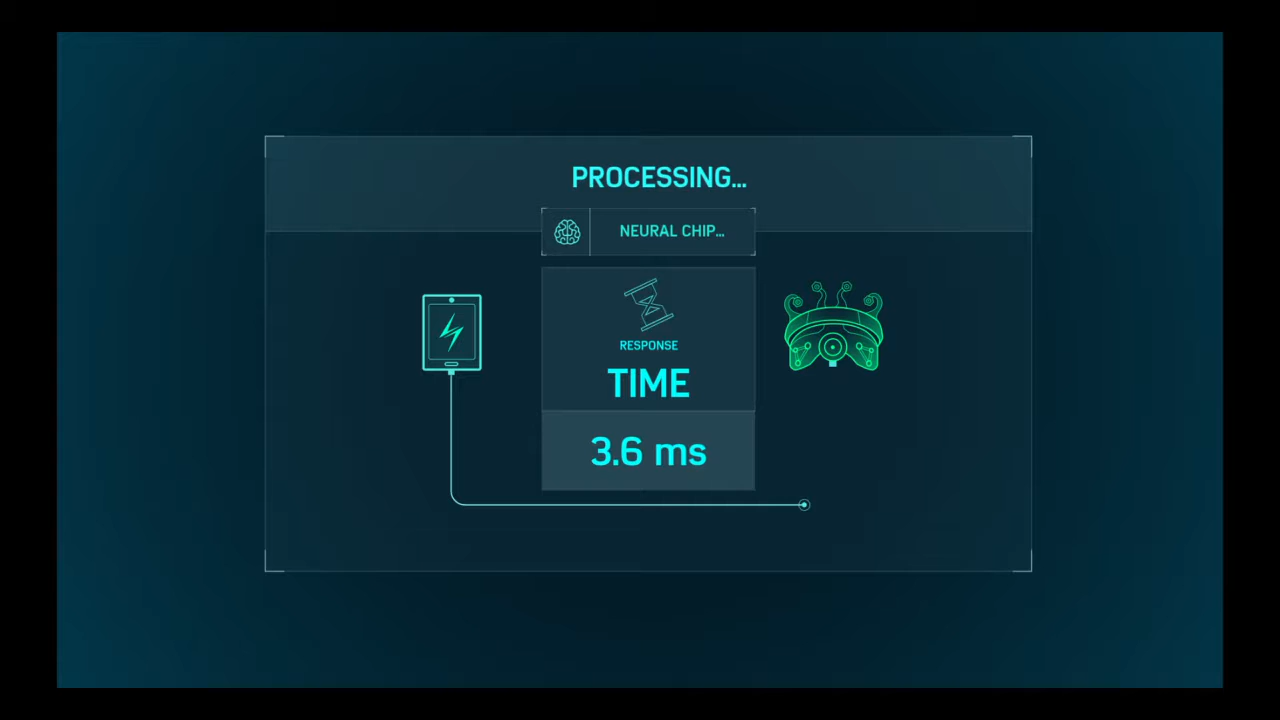 PROCESSING...
NEURAL CHIP...
RESPONSE
TIME
3.6 ms